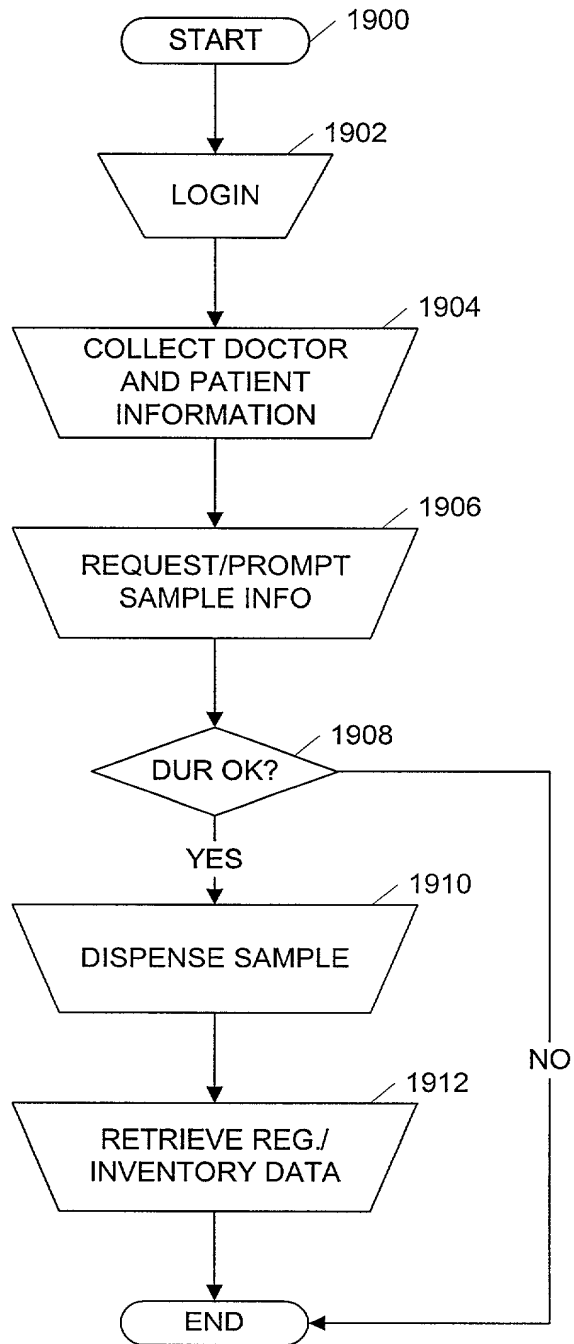 START
1900
1902
LOGIN
1904
COLLECT DOCTOR
AND PATIENT
INFORMATION
1906
REQUEST/PROMPT
SAMPLE INFO
1908
DUR OK?
YES
1910
DISPENSE SAMPLE
NO
1912
RETRIEVE REG./
INVENTORY DATA
END